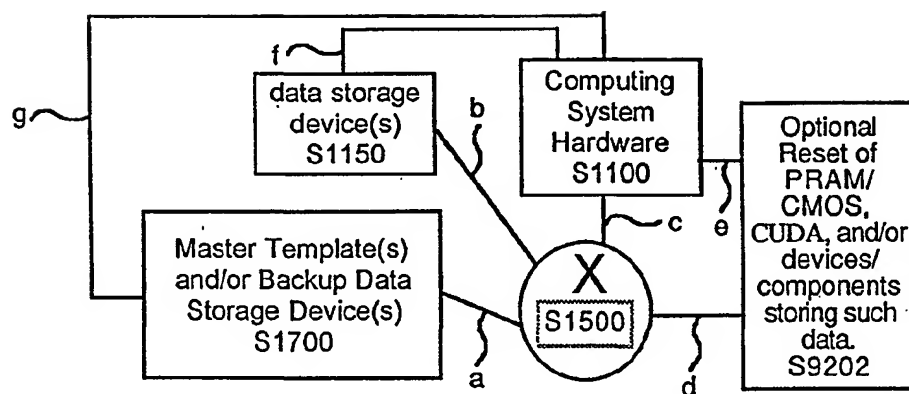 f
g
data storage
device(s)
S1150
b
Computing
System
Hardware
S1100
Optional
Reset of
PRAM/
CMOS,
CUDA, and/or
devices/
components
storing such
data.
S9202
e
c
Master Template(s)
and/or Backup Data
Storage Device(s)
S1700
X
S1500
a
d